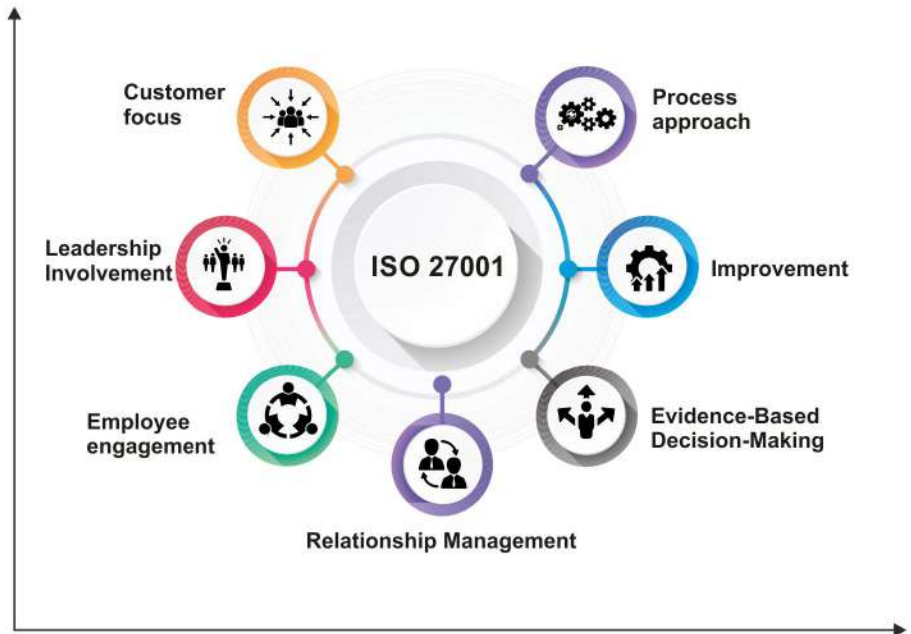 Customer
focus
Process
approach
Leadership
Involvement
ISO 27001
Improvement
Employee
engagement
Evidence-Based
Decision-Making
Relationship Management